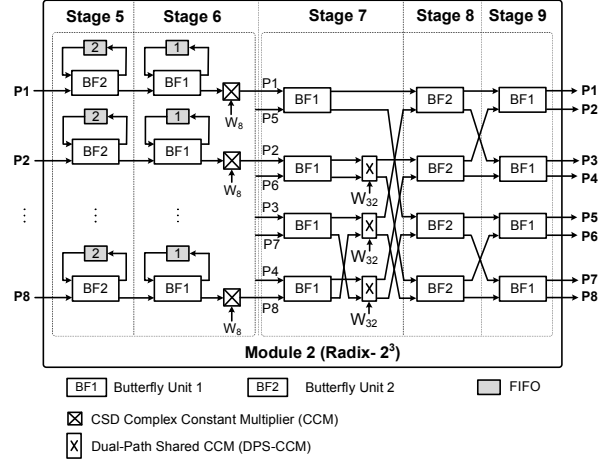 Stage 5 Stage 6 Stage 7 Stage 8 Stage 9
2 1
P1 BF2 BF1 P1 BF1 BF2 BF1 P1
W8 P5 P2
2 1
P2 BF2 BF1 P2 BF1 X BF2 BF1 P3
W8 P6 W32 P4
P3 BF1 X BF2 BF1 P5
P7 W32 P6
2 1
P8 BF2 BF1 P4 BF1 X BF2 BF1 P7
W8 P8 W32 P8
Module 2 (Radix- 2³)
BF1 Butterfly Unit 1 BF2 Butterfly Unit 2 FIFO
CSD Complex Constant Multiplier (CCM)
X Dual-Path Shared CCM (DPS-CCM)